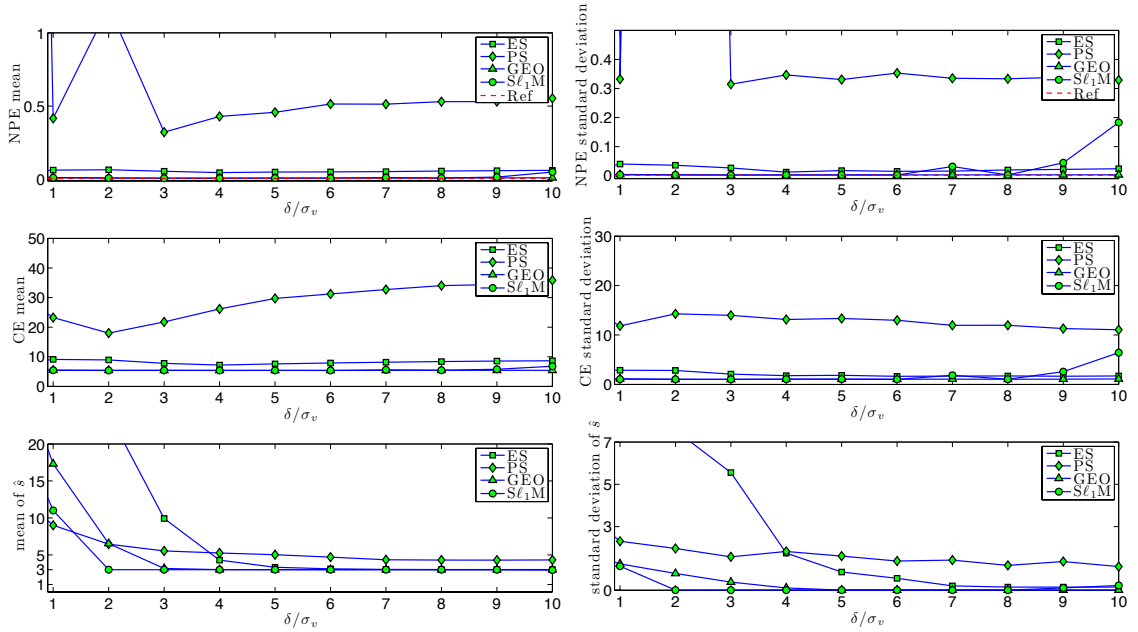 NPE mean
1
0.5
0
ES
PS
GEO
Sℓ₁M
Ref
1 2 3 4 5 6 7 8 9 10
δ/σᵥ
NPE standard deviation
0.4
0.3
0.2
0.1
0
ES
PS
GEO
Sℓ₁M
Ref
1 2 3 4 5 6 7 8 9 10
δ/σᵥ
CE mean
50
40
30
20
10
0
ES
PS
GEO
Sℓ₁M
1 2 3 4 5 6 7 8 9 10
δ/σᵥ
CE standard deviation
30
20
10
0
ES
PS
GEO
Sℓ₁M
1 2 3 4 5 6 7 8 9 10
δ/σᵥ
mean of ŝ
20
15
10
5
3
1
ES
PS
GEO
Sℓ₁M
1 2 3 4 5 6 7 8 9 10
δ/σᵥ
standard deviation of ŝ
7
5
3
0
ES
PS
GEO
Sℓ₁M
1 2 3 4 5 6 7 8 9 10
δ/σᵥ